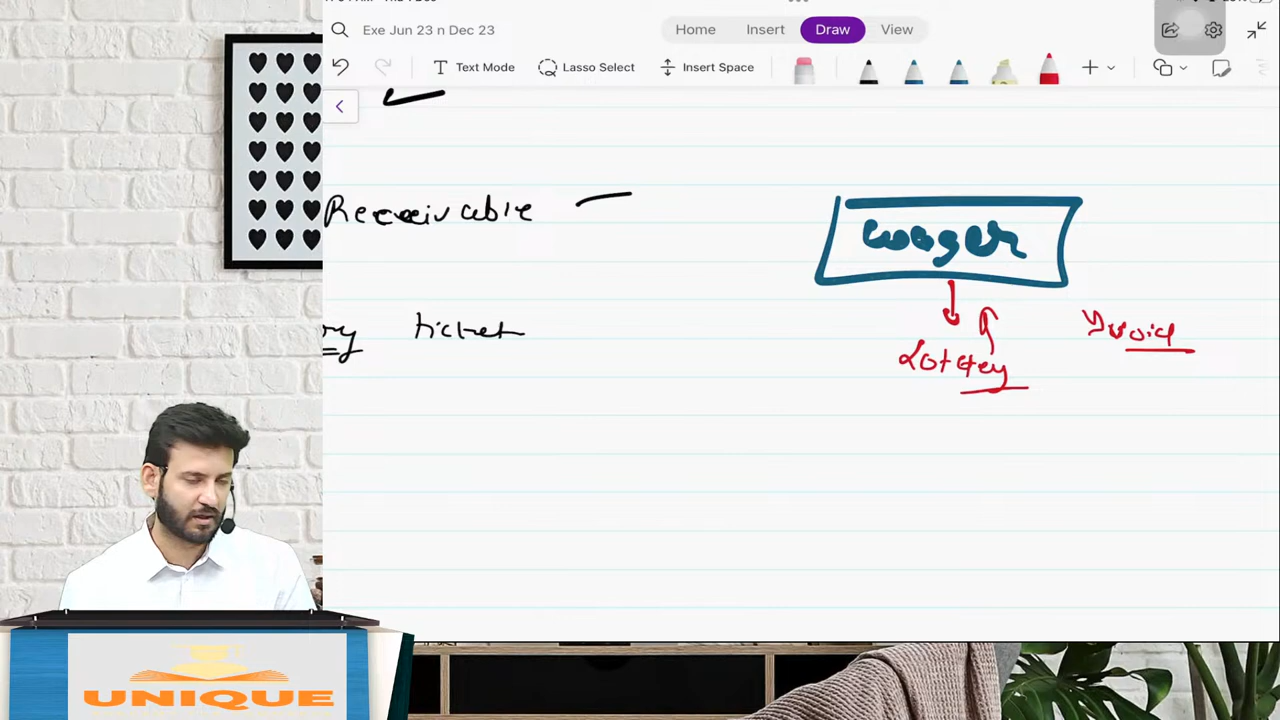 Exe Jun 23 n Dec 23
Home Insert Draw View
Text Mode Lasso Select Insert Space
Receivable
wager
ry ticket
void
Lottery
UNIQUE